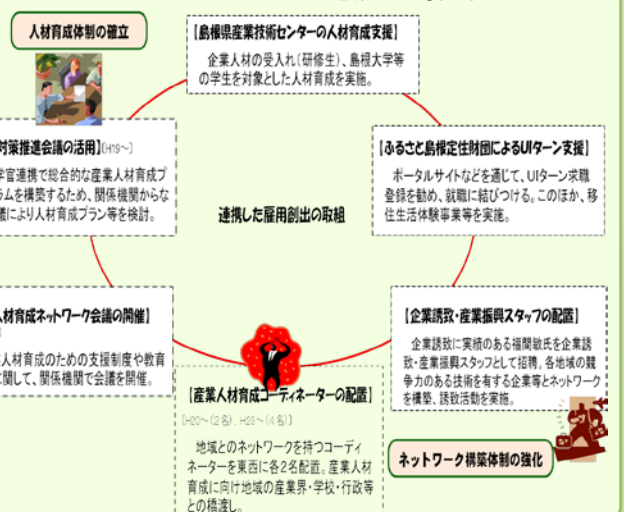 人材育成体制の確立
【島根県産業技術センターの人材育成支援】
企業人材の受入れ(研修生)、島根大学等
の学生を対象とした人材育成を実施。
対策推進会議の活用】(H19~)
学官連携で総合的な産業人材育成プ
ラムを構築するため、関係機関からな
議により人材育成プラン等を検討。
【ふるさと島根定住財団によるUIターン支援】
ポータルサイトなどを通じて、UIターン求職
登録を勧め、就職に結びつける。このほか、移
住生活体験事業等を実施。
連携した雇用創出の取組
人材育成ネットワーク会議の開催】
人材育成のための支援制度や教育
に関して、関係機関で会議を開催。
【企業誘致・産業振興スタッフの配置】
企業誘致に実績のある福間敏氏を企業誘
致・産業振興スタッフとして招聘。各地域の競
争力のある技術を有する企業等とネットワーク
を構築、誘致活動を実施。
【産業人材育成コーディネーターの配置】
[H20~(2名)、H23~(4名)]
地域とのネットワークを持つコーディ
ネーターを東西に各2名配置。産業人材
育成に向け地域の産業界・学校・行政等
との橋渡し。
ネットワーク構築体制の強化